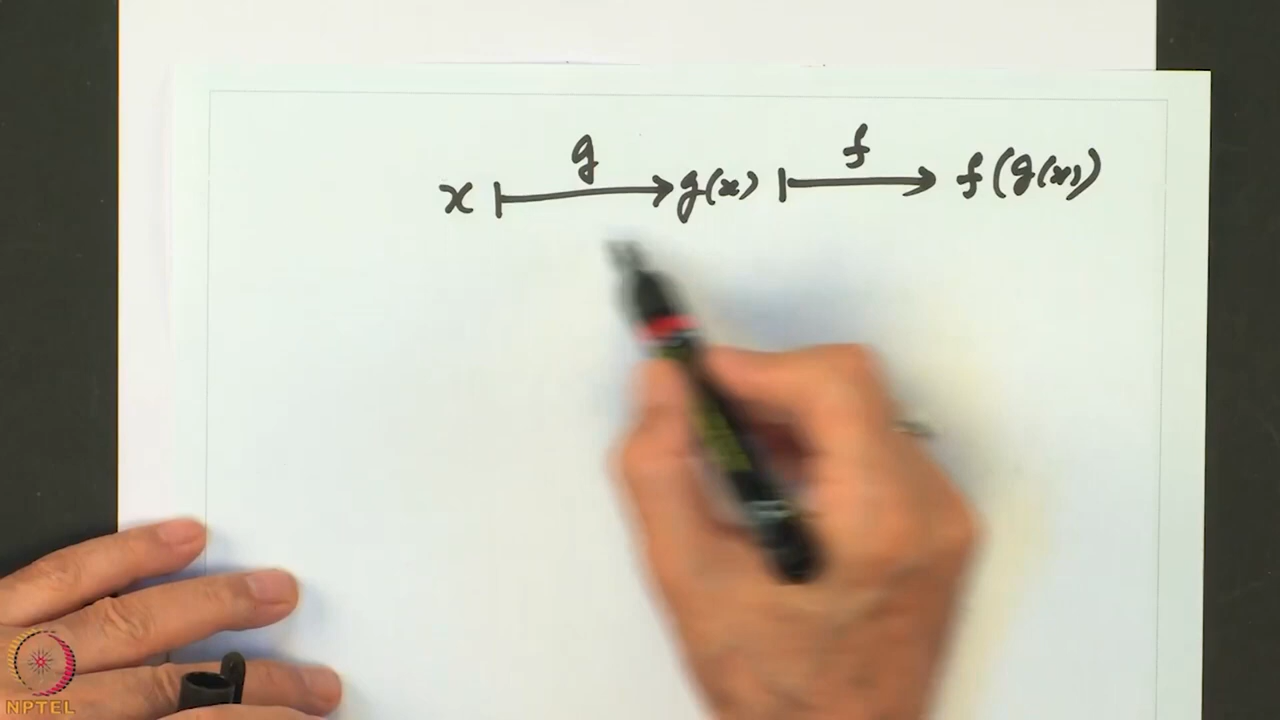 g f
x ↦ g(x) ↦ f(g(x))
NPTEL